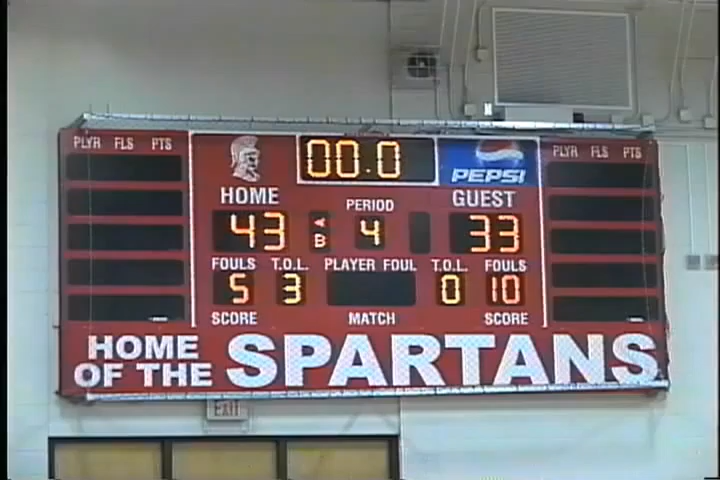 PLYR FLS PTS
00.0
PEPSI
PLYR FLS PTS
HOME
PERIOD
GUEST
43
◄
B
4
33
FOULS T.O.L. PLAYER FOUL T.O.L. FOULS
5 3 0 10
SCORE MATCH SCORE
HOME
OF THE
SPARTANS
EXIT